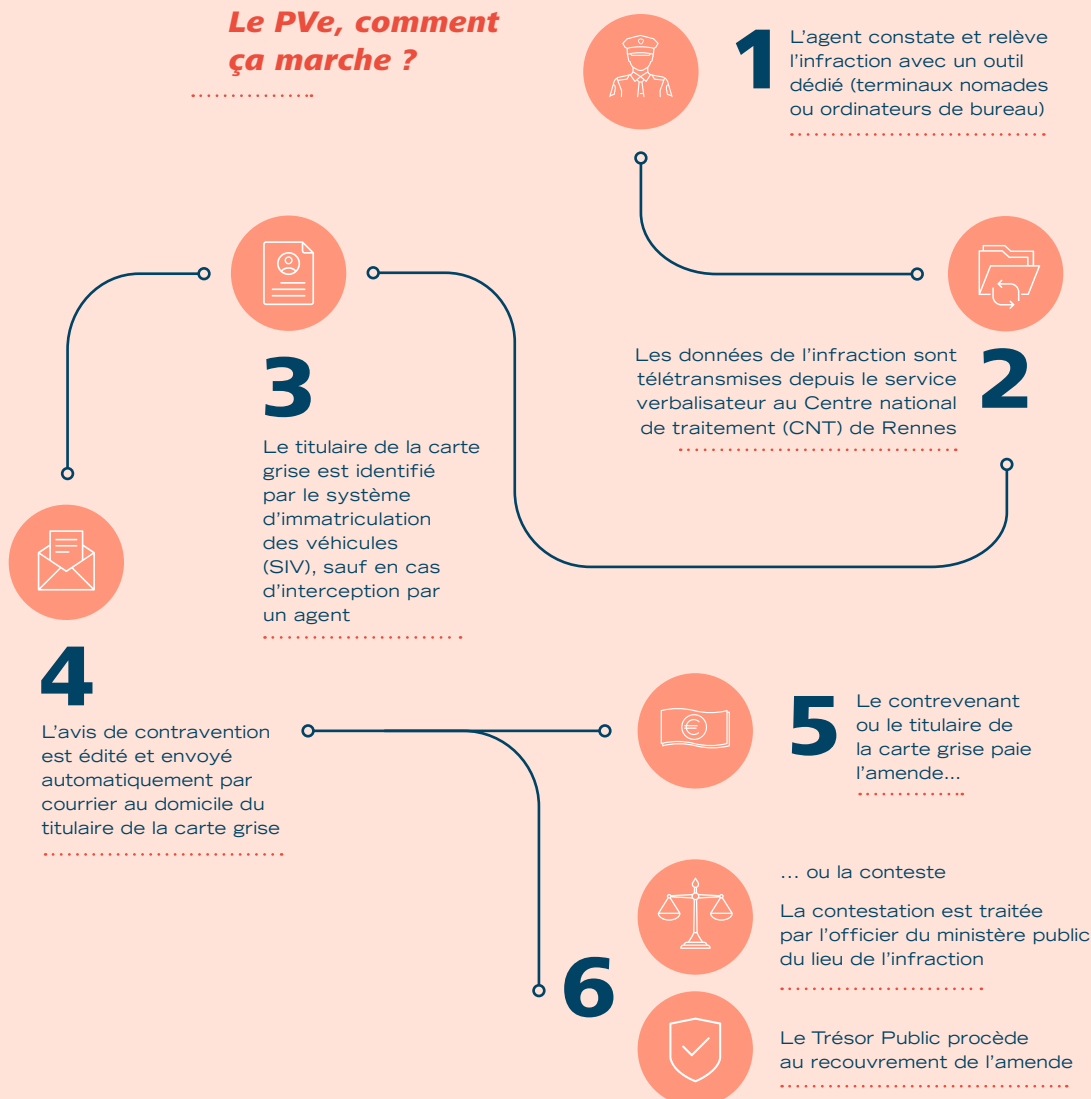 Le PVe, comment
ça marche ?
1
L'agent constate et relève
l'infraction avec un outil
dédié (terminaux nomades
ou ordinateurs de bureau)
2
Les données de l'infraction sont
télétransmises depuis le service
verbalisateur au Centre national
de traitement (CNT) de Rennes
3
Le titulaire de la carte
grise est identifié
par le système
d'immatriculation
des véhicules
(SIV), sauf en cas
d'interception par
un agent
4
L'avis de contravention
est édité et envoyé
automatiquement par
courrier au domicile du
titulaire de la carte grise
5
Le contrevenant
ou le titulaire de
la carte grise paie
l'amende...
6
... ou la conteste
La contestation est traitée
par l'officier du ministère public
du lieu de l'infraction
Le Trésor Public procède
au recouvrement de l'amende